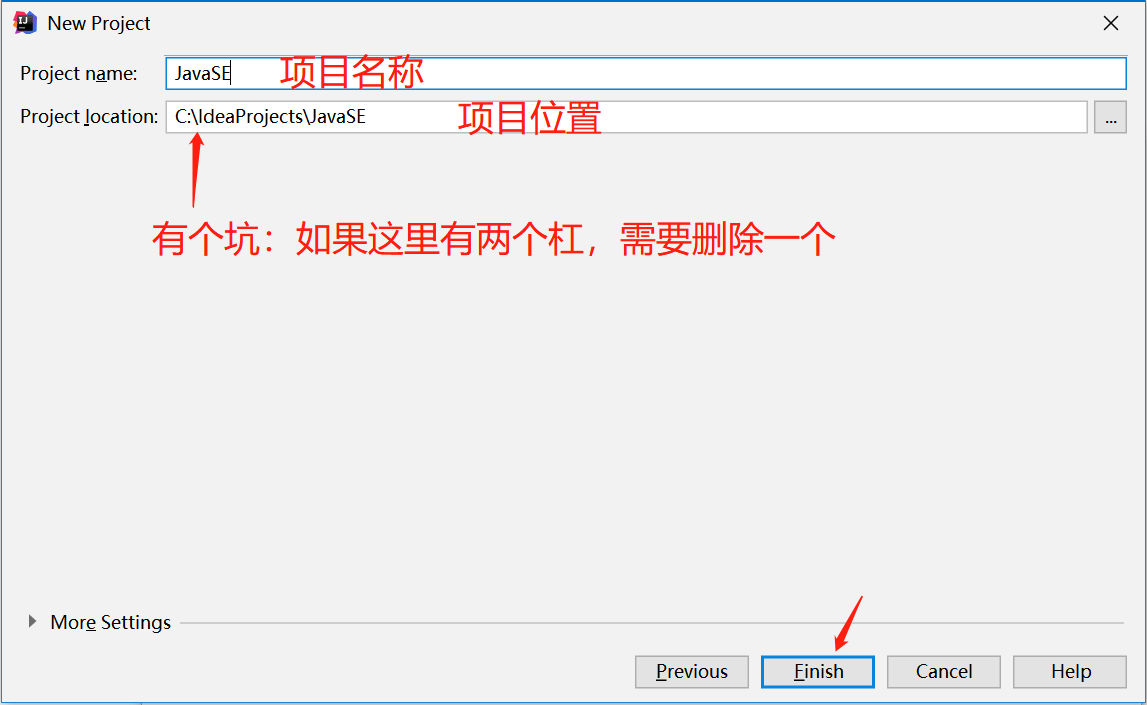 New Project
Project name: JavaSE 项目名称
Project location: C:\IdeaProjects\JavaSE 项目位置 ...
有个坑：如果这里有两个杠，需要删除一个
More Settings
Previous Finish Cancel Help